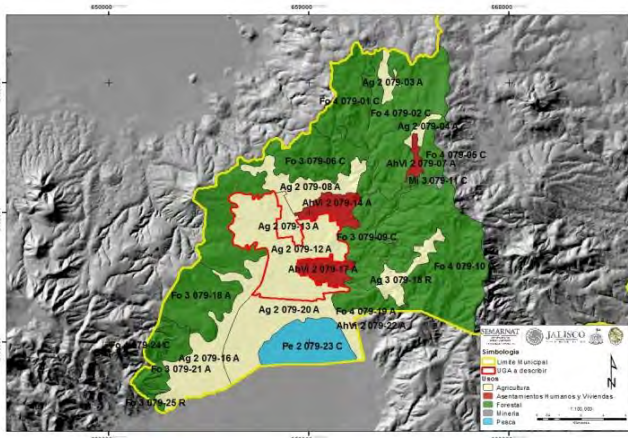 Ag 2 079-03 A
Fo 4 079-01 C
Fo 4 079-02 C
Ag 2 079-04 A
Fo 3 079-06 C
Fo 4 079-05 C
AhVi 2 079-07 A
Mi 3 079-11 C
Ag 2 079-08 A
AhVi 2 079-14 A
Ag 2 079-13 A
Fo 3 079-09 C
Ag 2 079-12 A
AhVi 2 079-17 A
Fo 4 079-10
Ag 3 079-18 R
Fo 3 079-18 A
Ag 2 079-20 A
Fo 4 079-19 A
AhVi 2 079-22 A
Pe 2 079-23 C
Ag 2 079-16 A
Fo 3 079-21 A
079-25 R
SEMARNAT
JALISCO
Simbología
Límite Municipal
UGA a describir
Usos
Agricultura
Asentamientos Humanos y Viviendas
Forestal
Minería
Pesca